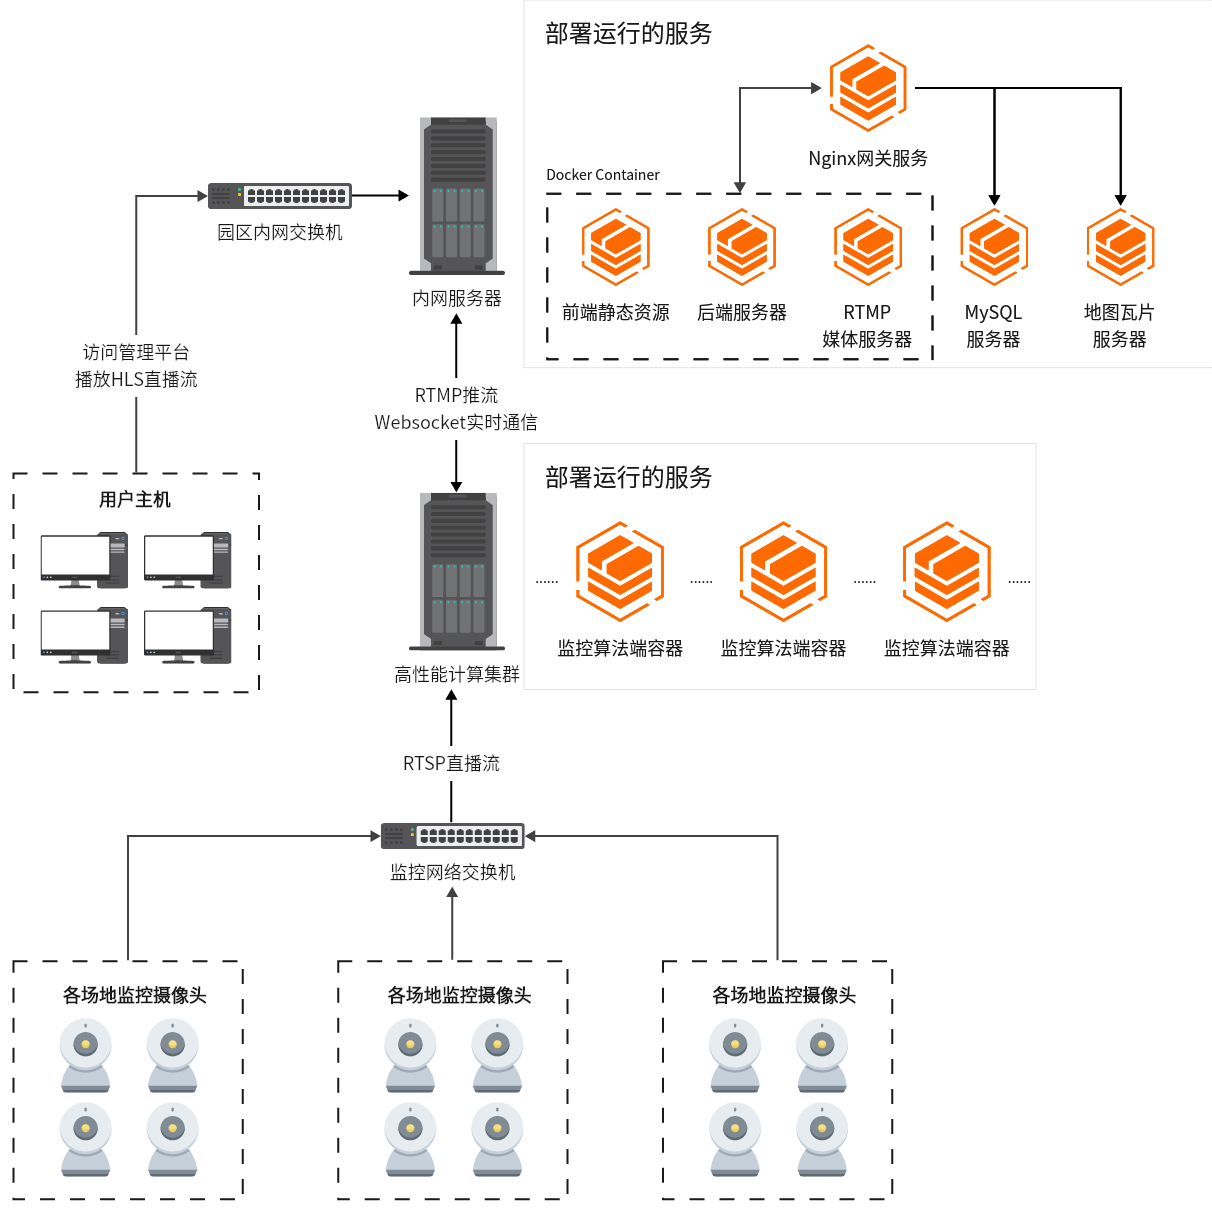 部署运行的服务
Nginx网关服务
Docker Container
前端静态资源
后端服务器
RTMP
媒体服务器
MySQL
服务器
地图瓦片
服务器
园区内网交换机
内网服务器
访问管理平台
播放HLS直播流
RTMP推流
Websocket实时通信
用户主机
部署运行的服务
......
......
......
......
监控算法端容器
监控算法端容器
监控算法端容器
高性能计算集群
RTSP直播流
监控网络交换机
各场地监控摄像头
各场地监控摄像头
各场地监控摄像头